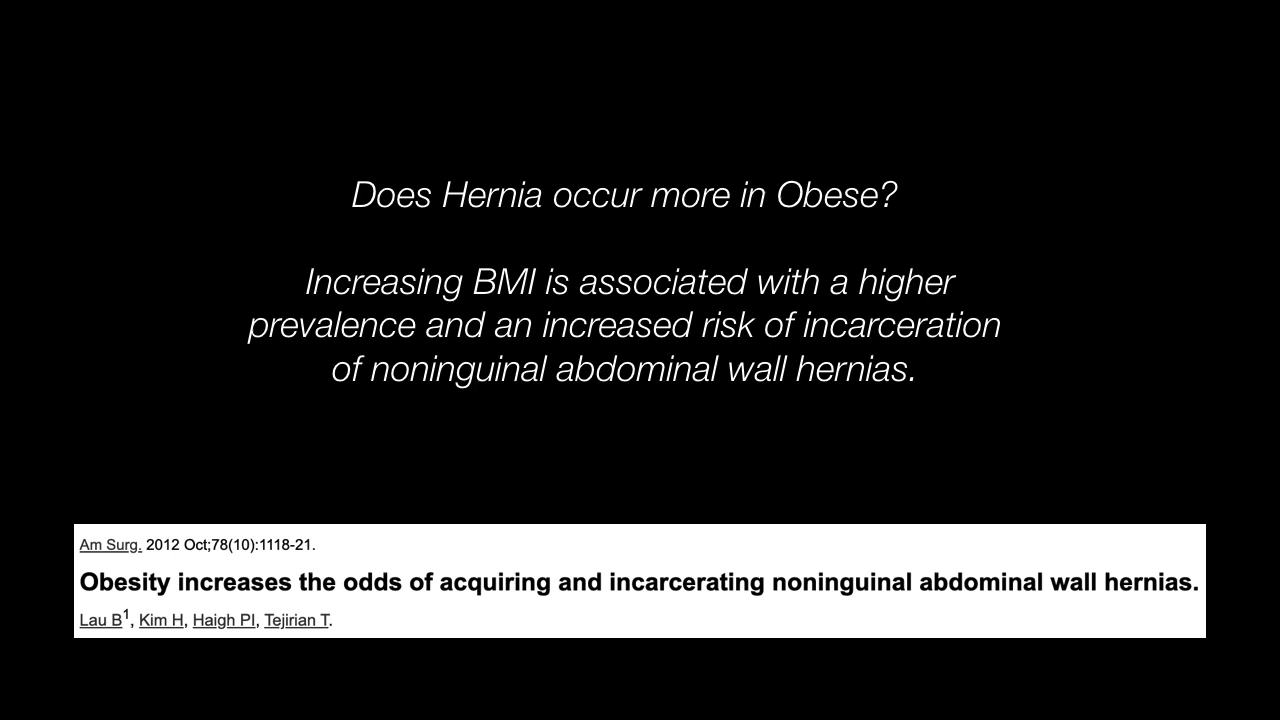 Does Hernia occur more in Obese?
Increasing BMI is associated with a higher
prevalence and an increased risk of incarceration
of noninguinal abdominal wall hernias.
Am Surg. 2012 Oct;78(10):1118-21.
Obesity increases the odds of acquiring and incarcerating noninguinal abdominal wall hernias.
Lau B1, Kim H, Haigh PI, Tejirian T.